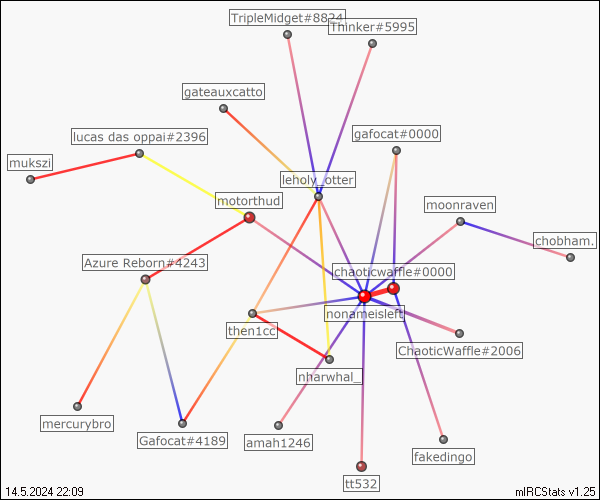 TripleMidget#8824
Thinker#5995
gateauxcatto
lucas das oppai#2396
gafocat#0000
mukszi
leholy_otter
motorthud
moonraven
chobham.
Azure Reborn#4243
chaoticwaffle#0000
nonameisleft
then1cc
ChaoticWaffle#2006
nharwhal_
mercurybro
Gafocat#4189
amah1246
fakedingo
tt532
14.5.2024 22:09
mIRCStats v1.25